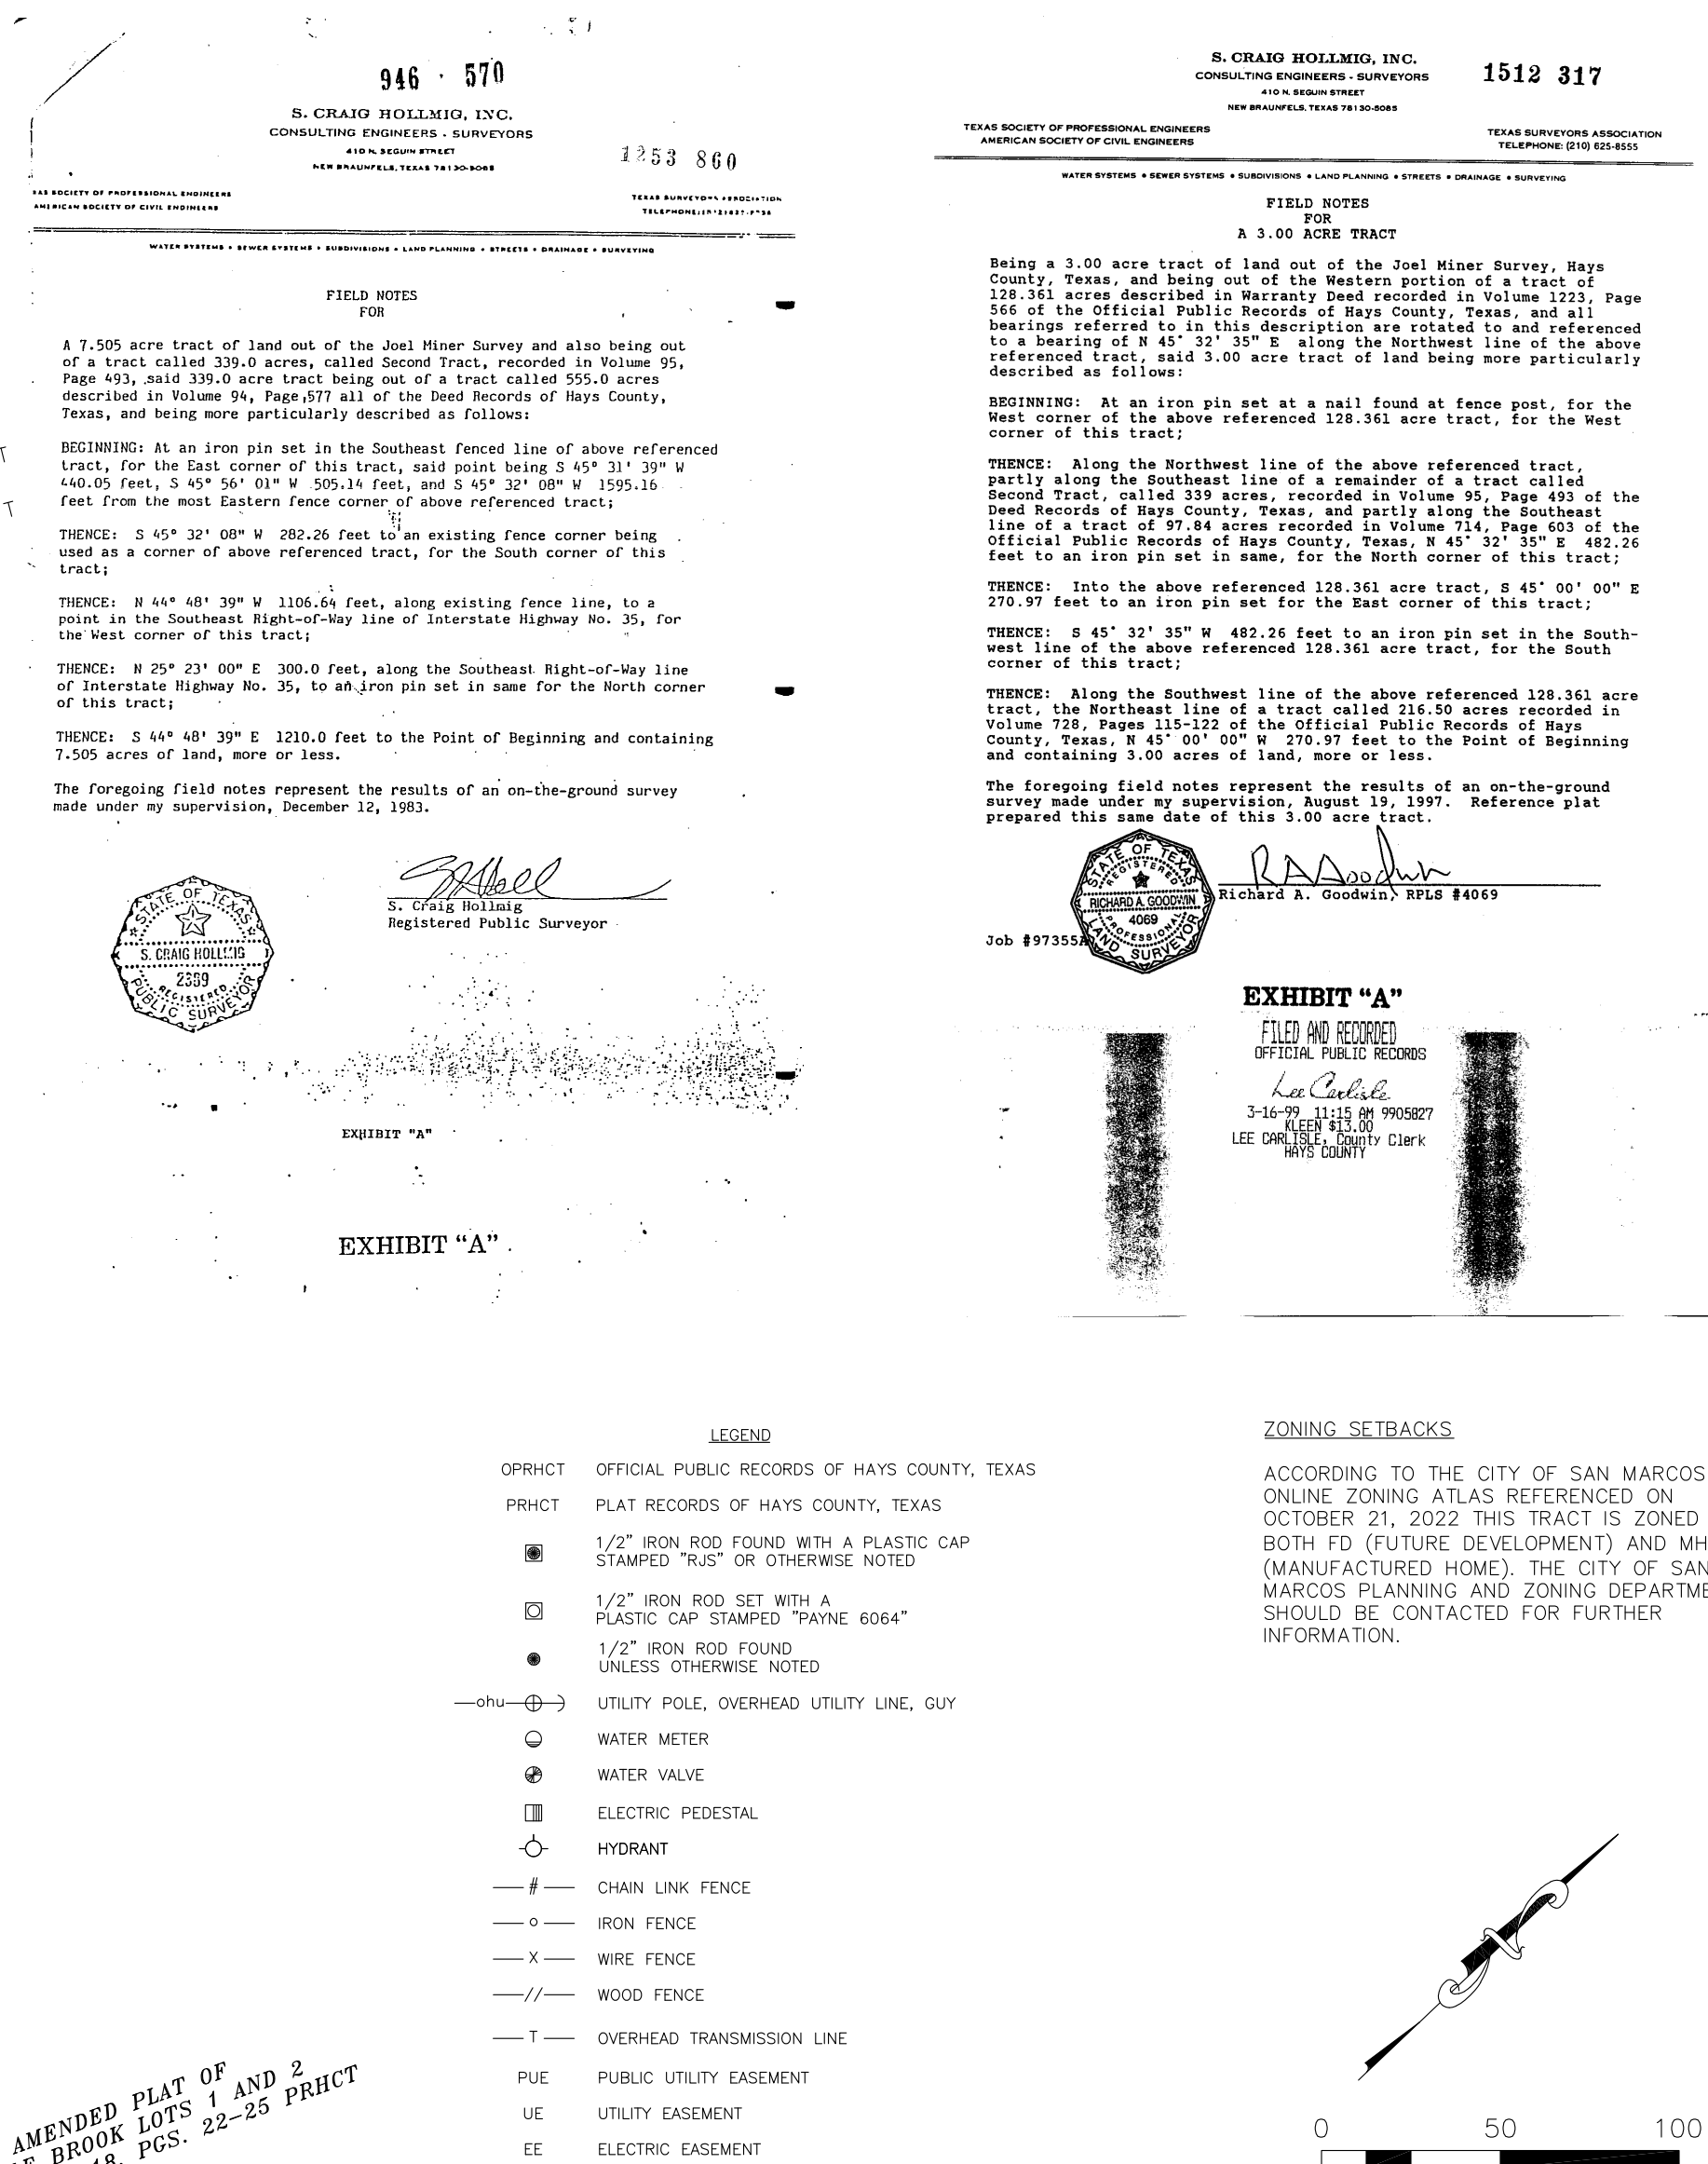 946 570
S. CRAIG HOLLMIG, INC.
CONSULTING ENGINEERS - SURVEYORS
410 N. SEGUIN STREET
NEW BRAUNFELS, TEXAS 78130-5085
1253 860
AMERICAN SOCIETY OF CIVIL ENGINEERS
TEXAS SURVEYORS ASSOCIATION
WATER SYSTEMS • SEWER SYSTEMS • SUBDIVISIONS • LAND PLANNING • STREETS • DRAINAGE • SURVEYING
FIELD NOTES
FOR
A 7.505 acre tract of land out of the Joel Miner Survey and also being out
of a tract called 339.0 acres, called Second Tract, recorded in Volume 95,
Page 493, said 339.0 acre tract being out of a tract called 555.0 acres
described in Volume 94, Page 577 all of the Deed Records of Hays County,
Texas, and being more particularly described as follows:
BEGINNING: At an iron pin set in the Southeast fenced line of above referenced
tract, for the East corner of this tract, said point being S 45° 31' 39" W
440.05 feet, S 45° 56' 01" W 505.14 feet, and S 45° 32' 08" W 1595.16
feet from the most Eastern fence corner of above referenced tract;
THENCE: S 45° 32' 08" W 282.26 feet to an existing fence corner being
used as a corner of above referenced tract, for the South corner of this
tract;
THENCE: N 44° 48' 39" W 1106.64 feet, along existing fence line, to a
point in the Southeast Right-of-Way line of Interstate Highway No. 35, for
the West corner of this tract;
THENCE: N 25° 23' 00" E 300.0 feet, along the Southeast Right-of-Way line
of Interstate Highway No. 35, to an iron pin set in same for the North corner
of this tract;
THENCE: S 44° 48' 39" E 1210.0 feet to the Point of Beginning and containing
7.505 acres of land, more or less.
The foregoing field notes represent the results of an on-the-ground survey
made under my supervision, December 12, 1983.
S. Craig Hollmig
Registered Public Surveyor
STATE OF TEXAS
S. CRAIG HOLLMIG
2389
REGISTERED
PUBLIC SURVEYOR
EXHIBIT "A"
EXHIBIT “A”
S. CRAIG HOLLMIG, INC.
CONSULTING ENGINEERS - SURVEYORS
410 N. SEGUIN STREET
NEW BRAUNFELS, TEXAS 78130-5085
1512 317
TEXAS SOCIETY OF PROFESSIONAL ENGINEERS
AMERICAN SOCIETY OF CIVIL ENGINEERS
TEXAS SURVEYORS ASSOCIATION
TELEPHONE: (210) 625-8555
WATER SYSTEMS • SEWER SYSTEMS • SUBDIVISIONS • LAND PLANNING • STREETS • DRAINAGE • SURVEYING
FIELD NOTES
FOR
A 3.00 ACRE TRACT
Being a 3.00 acre tract of land out of the Joel Miner Survey, Hays
County, Texas, and being out of the Western portion of a tract of
128.361 acres described in Warranty Deed recorded in Volume 1223, Page
566 of the Official Public Records of Hays County, Texas, and all
bearings referred to in this description are rotated to and referenced
to a bearing of N 45° 32' 35" E along the Northwest line of the above
referenced tract, said 3.00 acre tract of land being more particularly
described as follows:
BEGINNING: At an iron pin set at a nail found at fence post, for the
West corner of the above referenced 128.361 acre tract, for the West
corner of this tract;
THENCE: Along the Northwest line of the above referenced tract,
partly along the Southeast line of a remainder of a tract called
Second Tract, called 339 acres, recorded in Volume 95, Page 493 of the
Deed Records of Hays County, Texas, and partly along the Southeast
line of a tract of 97.84 acres recorded in Volume 714, Page 603 of the
Official Public Records of Hays County, Texas, N 45° 32' 35" E 482.26
feet to an iron pin set in same, for the North corner of this tract;
THENCE: Into the above referenced 128.361 acre tract, S 45° 00' 00" E
270.97 feet to an iron pin set for the East corner of this tract;
THENCE: S 45° 32' 35" W 482.26 feet to an iron pin set in the South-
west line of the above referenced 128.361 acre tract, for the South
corner of this tract;
THENCE: Along the Southwest line of the above referenced 128.361 acre
tract, the Northeast line of a tract called 216.50 acres recorded in
Volume 728, Pages 115-122 of the Official Public Records of Hays
County, Texas, N 45° 00' 00" W 270.97 feet to the Point of Beginning
and containing 3.00 acres of land, more or less.
The foregoing field notes represent the results of an on-the-ground
survey made under my supervision, August 19, 1997. Reference plat
prepared this same date of this 3.00 acre tract.
RA Goodwin
Richard A. Goodwin, RPLS #4069
STATE OF TEXAS
REGISTERED
RICHARD A. GOODWIN
4069
PROFESSIONAL
LAND SURVEYOR
Job #97355A
EXHIBIT “A”
FILED AND RECORDED
OFFICIAL PUBLIC RECORDS
Lee Carlisle
3-16-99 11:15 AM 9905827
KLEEN $13.00
LEE CARLISLE, County Clerk
HAYS COUNTY
LEGEND
OPRHCT OFFICIAL PUBLIC RECORDS OF HAYS COUNTY, TEXAS
PRHCT PLAT RECORDS OF HAYS COUNTY, TEXAS
1/2" IRON ROD FOUND WITH A PLASTIC CAP
STAMPED "RJS" OR OTHERWISE NOTED
1/2" IRON ROD SET WITH A
PLASTIC CAP STAMPED "PAYNE 6064"
1/2" IRON ROD FOUND
UNLESS OTHERWISE NOTED
ohu UTILITY POLE, OVERHEAD UTILITY LINE, GUY
WATER METER
WATER VALVE
ELECTRIC PEDESTAL
HYDRANT
# CHAIN LINK FENCE
o IRON FENCE
X WIRE FENCE
// WOOD FENCE
T OVERHEAD TRANSMISSION LINE
PUE PUBLIC UTILITY EASEMENT
UE UTILITY EASEMENT
EE ELECTRIC EASEMENT
ZONING SETBACKS
ACCORDING TO THE CITY OF SAN MARCOS
ONLINE ZONING ATLAS REFERENCED ON
OCTOBER 21, 2022 THIS TRACT IS ZONED
BOTH FD (FUTURE DEVELOPMENT) AND MH
(MANUFACTURED HOME). THE CITY OF SAN
MARCOS PLANNING AND ZONING DEPARTME
SHOULD BE CONTACTED FOR FURTHER
INFORMATION.
AMENDED PLAT OF
BROOK LOTS 1 AND 2
PGS. 22-25 PRHCT
0 50 100